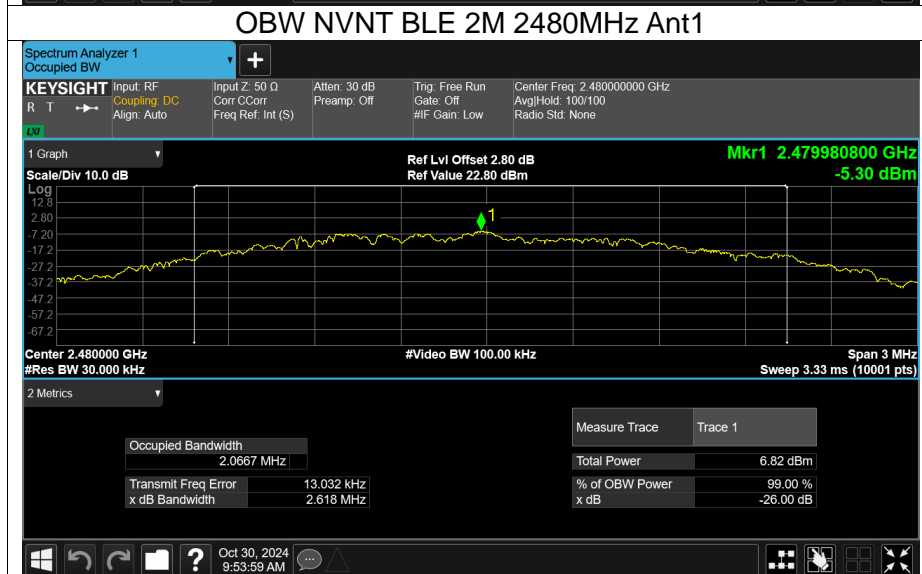 OBW NVNT BLE 2M 2480MHz Ant1
Spectrum Analyzer 1
Occupied BW
KEYSIGHT
R T
LXI
Input: RF
Coupling: DC
Align: Auto
Input Z: 50 Ω
Corr CCorr
Freq Ref: Int (S)
Atten: 30 dB
Preamp: Off
Trig: Free Run
Gate: Off
#IF Gain: Low
Center Freq: 2.480000000 GHz
Avg|Hold: 100/100
Radio Std: None
1 Graph
Scale/Div 10.0 dB
Ref Lvl Offset 2.80 dB
Ref Value 22.80 dBm
Mkr1 2.479980800 GHz
-5.30 dBm
Log
12.8
2.80
-7.20
-17.2
-27.2
-37.2
-47.2
-57.2
-67.2
1
Center 2.480000 GHz
#Res BW 30.000 kHz
#Video BW 100.00 kHz
Span 3 MHz
Sweep 3.33 ms (10001 pts)
2 Metrics
Occupied Bandwidth
2.0667 MHz
Transmit Freq Error 13.032 kHz
x dB Bandwidth 2.618 MHz
Measure Trace Trace 1
Total Power 6.82 dBm
% of OBW Power 99.00 %
x dB -26.00 dB
Oct 30, 2024
9:53:59 AM